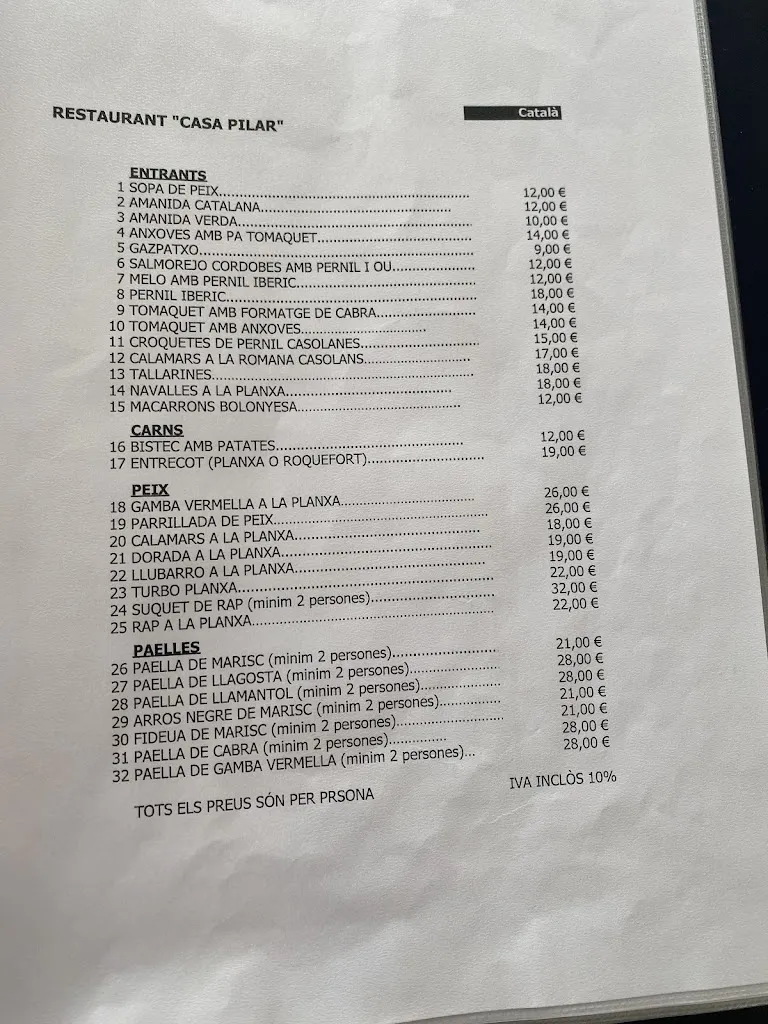 RESTAURANT "CASA PILAR"
Català
ENTRANTS
1 SOPA DE PEIX 12,00 €
2 AMANIDA CATALANA 12,00 €
3 AMANIDA VERDA 10,00 €
4 ANXOVES AMB PA TOMAQUET 14,00 €
5 GAZPATXO 9,00 €
6 SALMOREJO CORDOBES AMB PERNIL I OU 12,00 €
7 MELO AMB PERNIL IBERIC 12,00 €
8 PERNIL IBERIC 18,00 €
9 TOMAQUET AMB FORMATGE DE CABRA 14,00 €
10 TOMAQUET AMB ANXOVES 14,00 €
11 CROQUETES DE PERNIL CASOLANES 15,00 €
12 CALAMARS A LA ROMANA CASOLANS 17,00 €
13 TALLARINES 18,00 €
14 NAVALLES A LA PLANXA 18,00 €
15 MACARRONS BOLONYESA 12,00 €
CARNS
16 BISTEC AMB PATATES 12,00 €
17 ENTRECOT (PLANXA O ROQUEFORT) 19,00 €
PEIX
18 GAMBA VERMELLA A LA PLANXA 26,00 €
19 PARRILLADA DE PEIX 26,00 €
20 CALAMARS A LA PLANXA 18,00 €
21 DORADA A LA PLANXA 19,00 €
22 LLUBARRO A LA PLANXA 19,00 €
23 TURBO PLANXA 22,00 €
24 SUQUET DE RAP (minim 2 persones) 32,00 €
25 RAP A LA PLANXA 22,00 €
PAELLES
26 PAELLA DE MARISC (minim 2 persones) 21,00 €
27 PAELLA DE LLAGOSTA (minim 2 persones) 28,00 €
28 PAELLA DE LLAMANTOL (minim 2 persones) 28,00 €
29 ARROS NEGRE DE MARISC (minim 2 persones) 21,00 €
30 FIDEUA DE MARISC (minim 2 persones) 21,00 €
31 PAELLA DE CABRA (minim 2 persones) 28,00 €
32 PAELLA DE GAMBA VERMELLA (minim 2 persones) 28,00 €
TOTS ELS PREUS SÓN PER PRSONA
IVA INCLÒS 10%